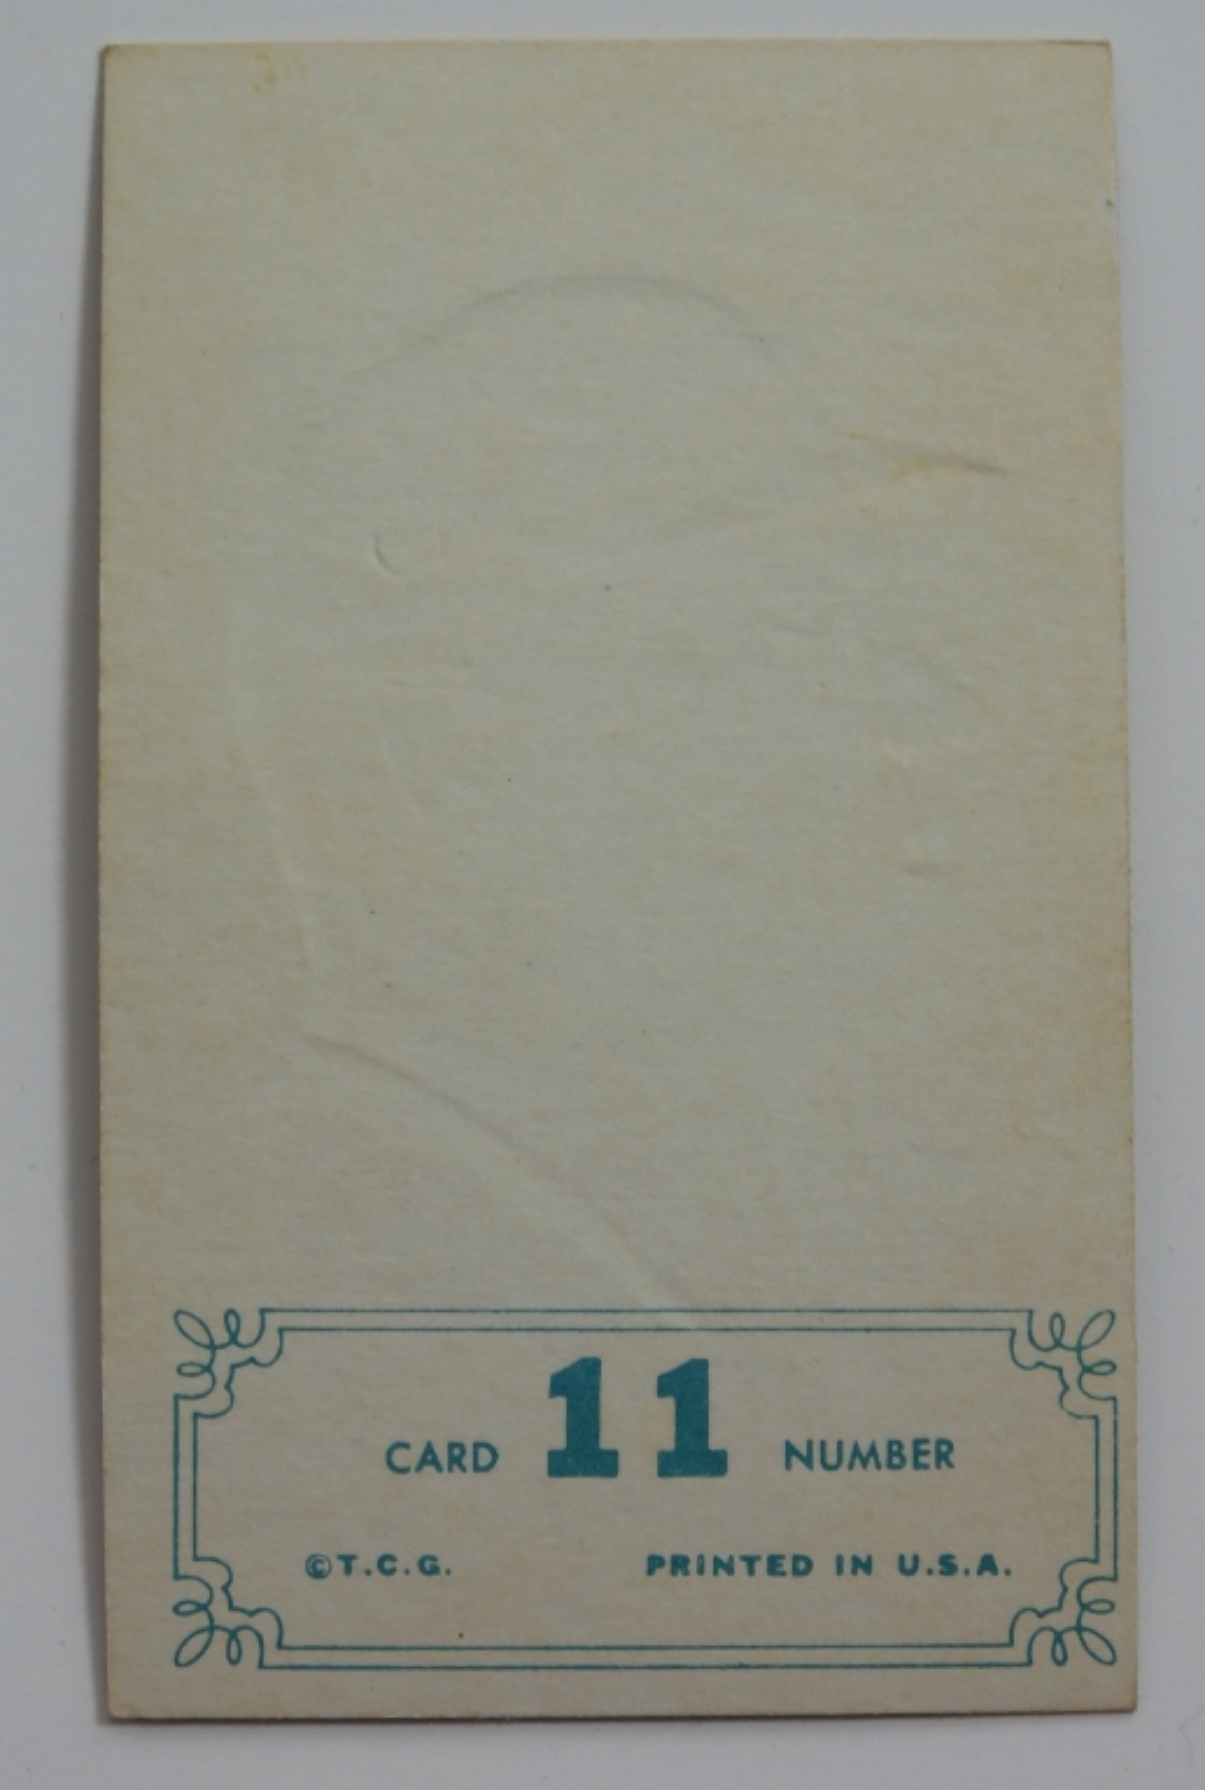 CARD 11 NUMBER
©T.C.G. PRINTED IN U.S.A.